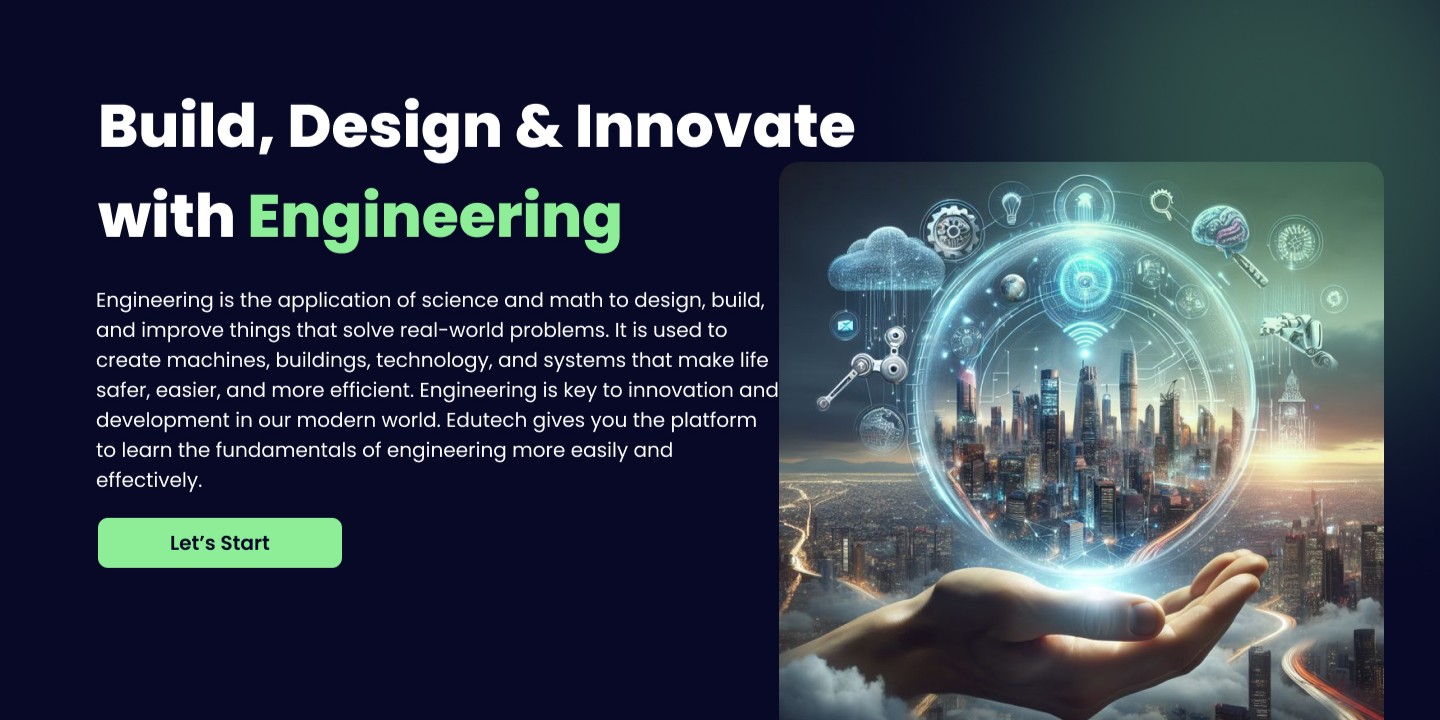 Build, Design & Innovate
with Engineering
Engineering is the application of science and math to design, build,
and improve things that solve real-world problems. It is used to
create machines, buildings, technology, and systems that make life
safer, easier, and more efficient. Engineering is key to innovation and
development in our modern world. Edutech gives you the platform
to learn the fundamentals of engineering more easily and
effectively.
Let’s Start